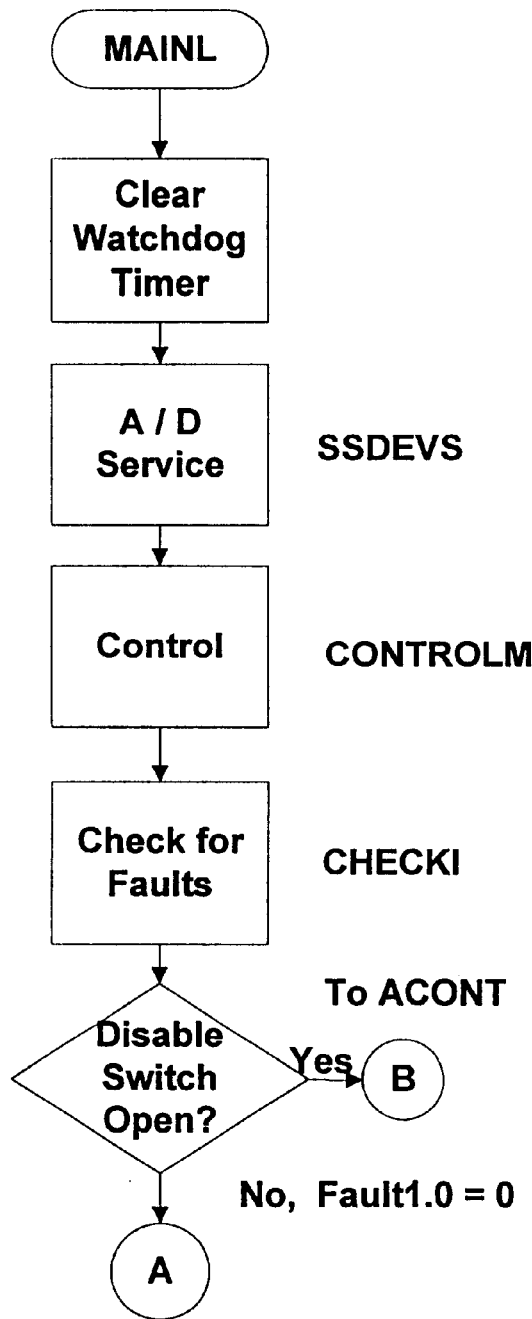 MAINL
Clear
Watchdog
Timer
A / D
Service
SSDEVS
Control
CONTROLM
Check for
Faults
CHECKI
To ACONT
Disable
Switch
Open?
Yes
B
No, Fault1.0 = 0
A